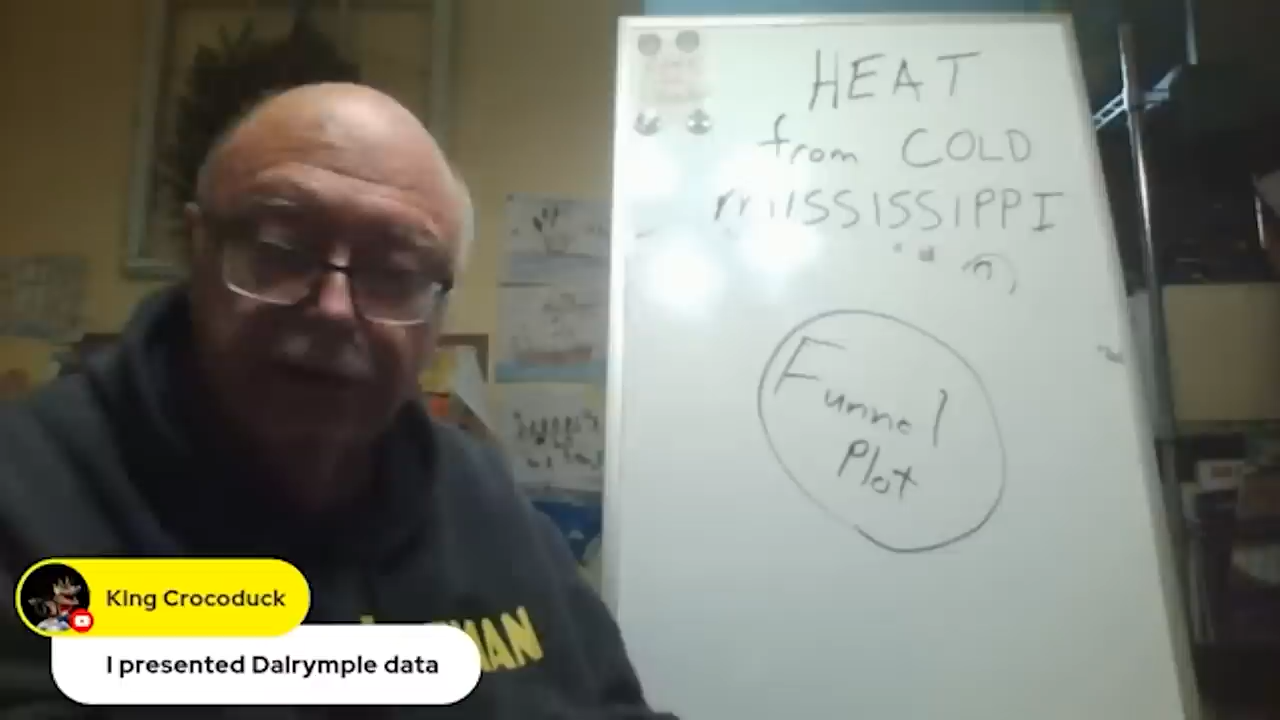 HEAT
from COLD
mISSISSIPPI
Funnel
Plot
KIng Crocoduck
I presented Dalrymple data